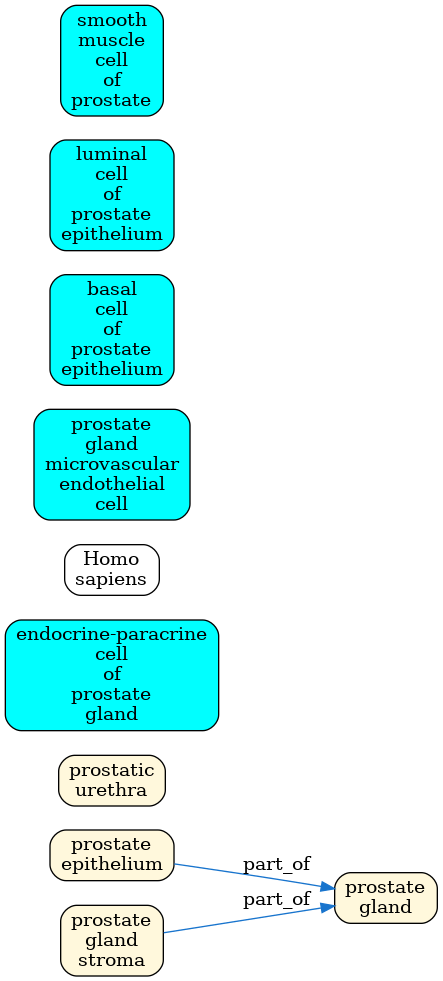 smooth
muscle
cell
of
prostate
luminal
cell
of
prostate
epithelium
basal
cell
of
prostate
epithelium
prostate
gland
microvascular
endothelial
cell
Homo
sapiens
endocrine-paracrine
cell
of
prostate
gland
prostatic
urethra
prostate
epithelium
part_of
prostate
gland
part_of
prostate
gland
stroma